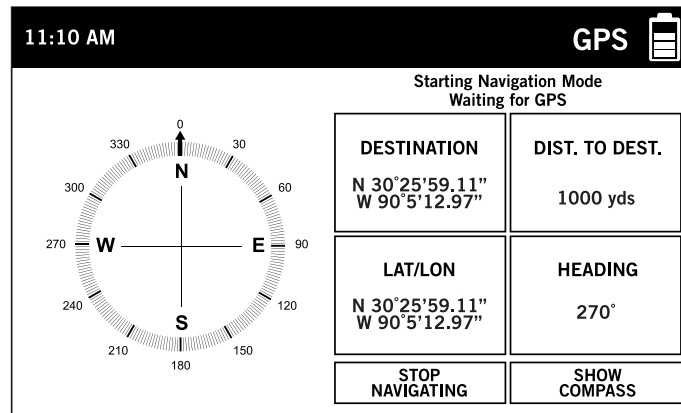 11:10 AM
GPS
Starting Navigation Mode
Waiting for GPS
0
330
30
N
300
60
270
W
E
90
240
120
S
210
150
180
DESTINATION
N 30°25’59.11”
W 90°5’12.97”
DIST. TO DEST.
1000 yds
LAT/LON
N 30°25’59.11”
W 90°5’12.97”
HEADING
270°
STOP
NAVIGATING
SHOW
COMPASS